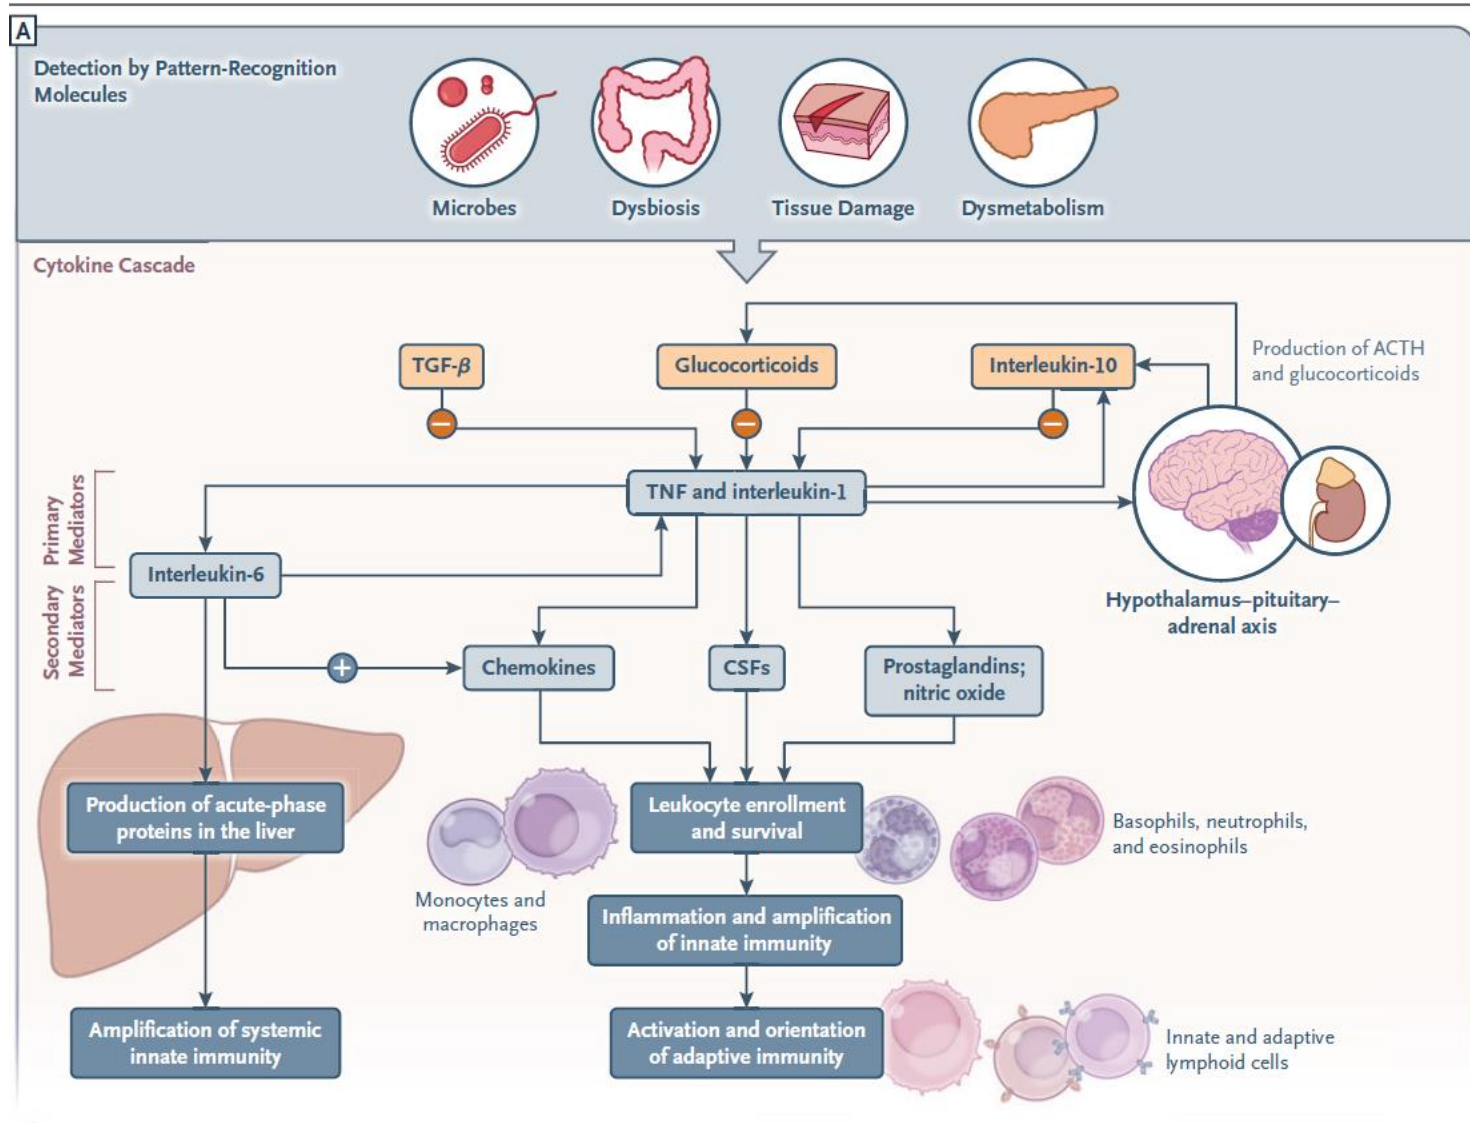 A
Detection by Pattern-Recognition
Molecules
Microbes
Dysbiosis
Tissue Damage
Dysmetabolism
Cytokine Cascade
TGF-β
Glucocorticoids
Interleukin-10
Production of ACTH
and glucocorticoids
−
−
−
Primary
Mediators
TNF and interleukin-1
Interleukin-6
Hypothalamus–pituitary–
adrenal axis
Secondary
Mediators
+
Chemokines
CSFs
Prostaglandins;
nitric oxide
Production of acute-phase
proteins in the liver
Leukocyte enrollment
and survival
Basophils, neutrophils,
and eosinophils
Monocytes and
macrophages
Inflammation and amplification
of innate immunity
Amplification of systemic
innate immunity
Activation and orientation
of adaptive immunity
Innate and adaptive
lymphoid cells